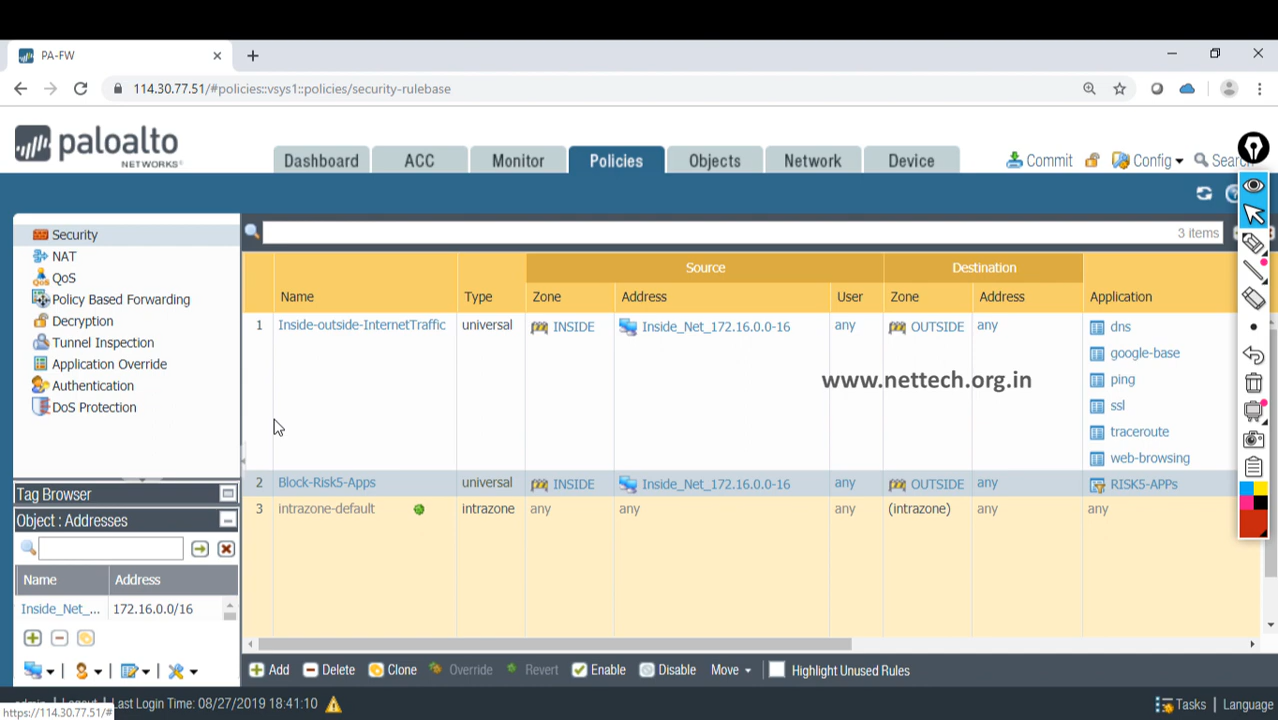 PA-FW
114.30.77.51/#policies::vsys1::policies/security-rulebase
paloalto
NETWORKS
Dashboard ACC Monitor Policies Objects Network Device Commit Config Search
Security
NAT
QoS
Policy Based Forwarding
Decryption
Tunnel Inspection
Application Override
Authentication
DoS Protection
3 items
Source Destination
Name Type Zone Address User Zone Address Application
1 Inside-outside-InternetTraffic universal INSIDE Inside_Net_172.16.0.0-16 any OUTSIDE any dns
google-base
ping
ssl
traceroute
web-browsing
www.nettech.org.in
2 Block-Risk5-Apps universal INSIDE Inside_Net_172.16.0.0-16 any OUTSIDE any RISK5-APPs
3 intrazone-default intrazone any any any (intrazone) any any
Tag Browser
Object : Addresses
Name Address
Inside_Net_... 172.16.0.0/16
Add Delete Clone Override Revert Enable Disable Move Highlight Unused Rules
Last Login Time: 08/27/2019 18:41:10
Tasks | Language
https://114.30.77.51/#